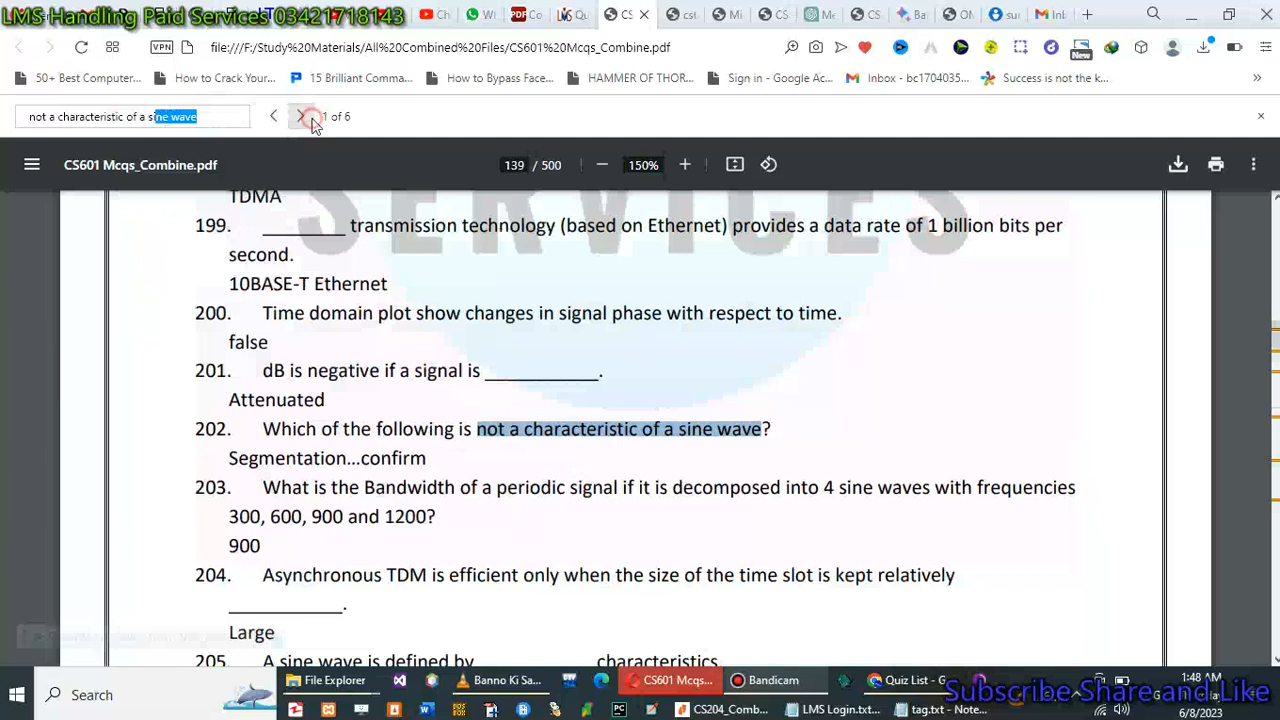 LMS Handling Paid Services 03421718143
file:///F:/Study%20Materials/All%20Combined%20Files/CS601%20Mcqs_Combine.pdf
VPN
New
50+ Best Computer...
How to Crack Your...
15 Brilliant Comma...
How to Bypass Face...
HAMMER OF THOR...
Sign in - Google Ac...
Inbox - bc1704035...
Success is not the k...
not a characteristic of a sine wave
1 of 6
CS601 Mcqs_Combine.pdf
139 / 500
150%
SERVICES
TDMA
199. ________ transmission technology (based on Ethernet) provides a data rate of 1 billion bits per
second.
10BASE-T Ethernet
200. Time domain plot show changes in signal phase with respect to time.
false
201. dB is negative if a signal is ___________.
Attenuated
202. Which of the following is not a characteristic of a sine wave?
Segmentation...confirm
203. What is the Bandwidth of a periodic signal if it is decomposed into 4 sine waves with frequencies
300, 600, 900 and 1200?
900
204. Asynchronous TDM is efficient only when the size of the time slot is kept relatively
___________.
Large
205. A sine wave is defined by ___________ characteristics
Search
File Explorer
Banno Ki Sa...
CS601 Mcqs...
Bandicam
Quiz List - G
1:48 AM
CS204_Comb...
LMS Login.txt...
tag.txt - Note...
6/8/2023
Subscribe Share and Like